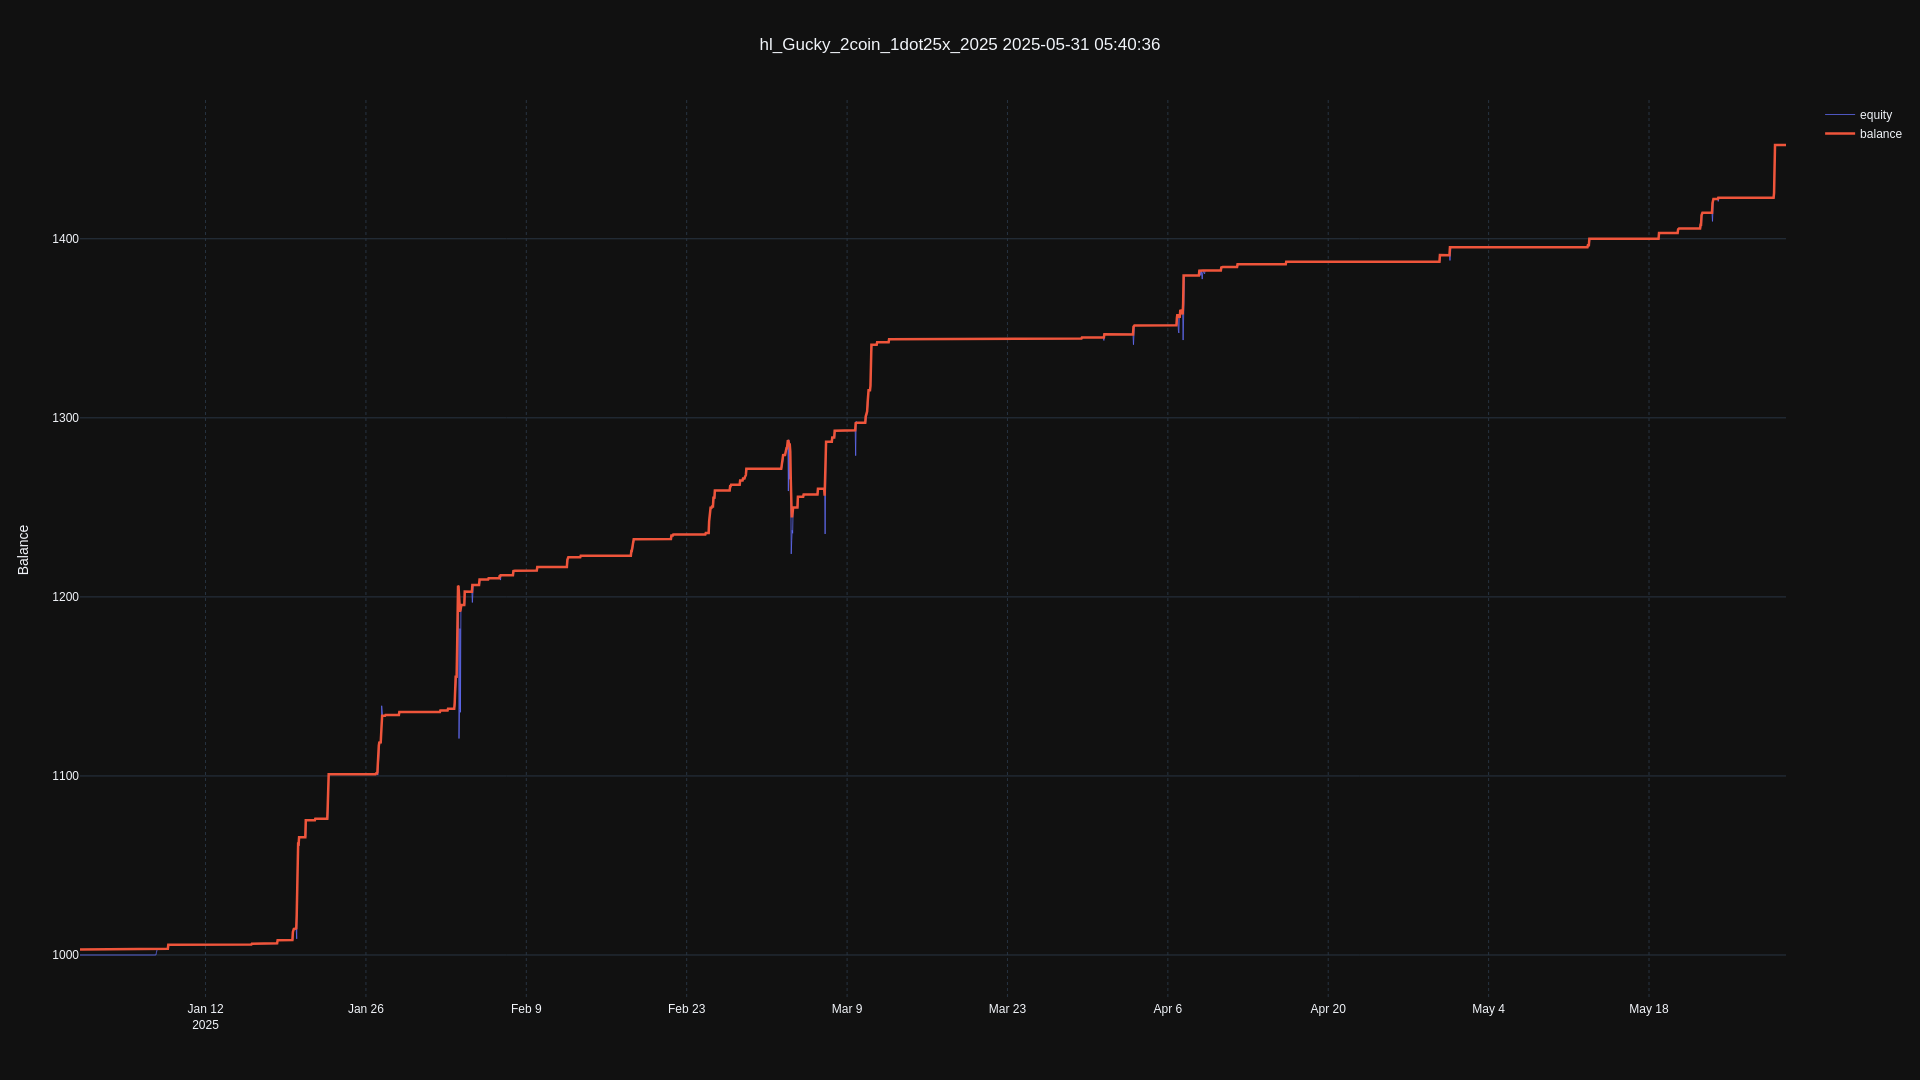 hl_Gucky_2coin_1dot25x_2025 2025-05-31 05:40:36
equity
balance
1400
1300
1200
1100
1000
Balance
Jan 12
2025
Jan 26
Feb 9
Feb 23
Mar 9
Mar 23
Apr 6
Apr 20
May 4
May 18